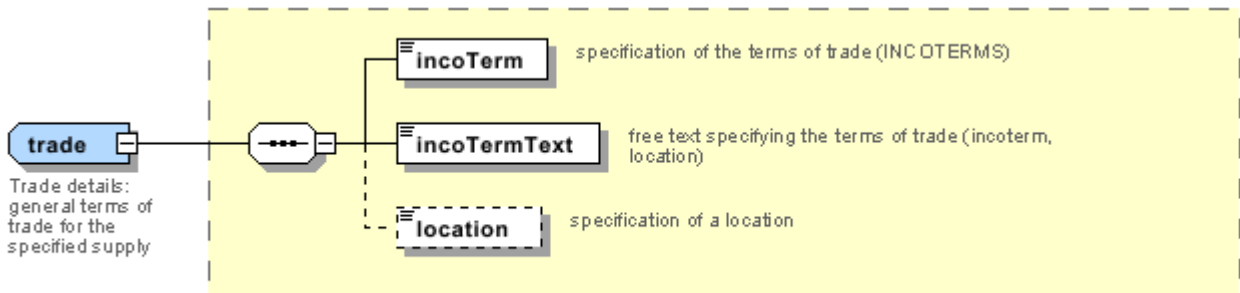 incoTerm
specification of the terms of trade (INCOTERMS)
trade
incoTermText
free text specifying the terms of trade (incoterm,
location)
Trade details:
general terms of
trade for the
specified supply
location
specification of a location